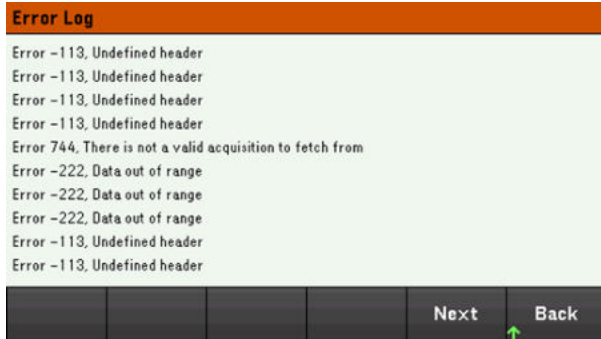 Error Log
Error -113, Undefined header
Error -113, Undefined header
Error -113, Undefined header
Error -113, Undefined header
Error 744, There is not a valid acquisition to fetch from
Error -222, Data out of range
Error -222, Data out of range
Error -222, Data out of range
Error -113, Undefined header
Error -113, Undefined header
Next Back